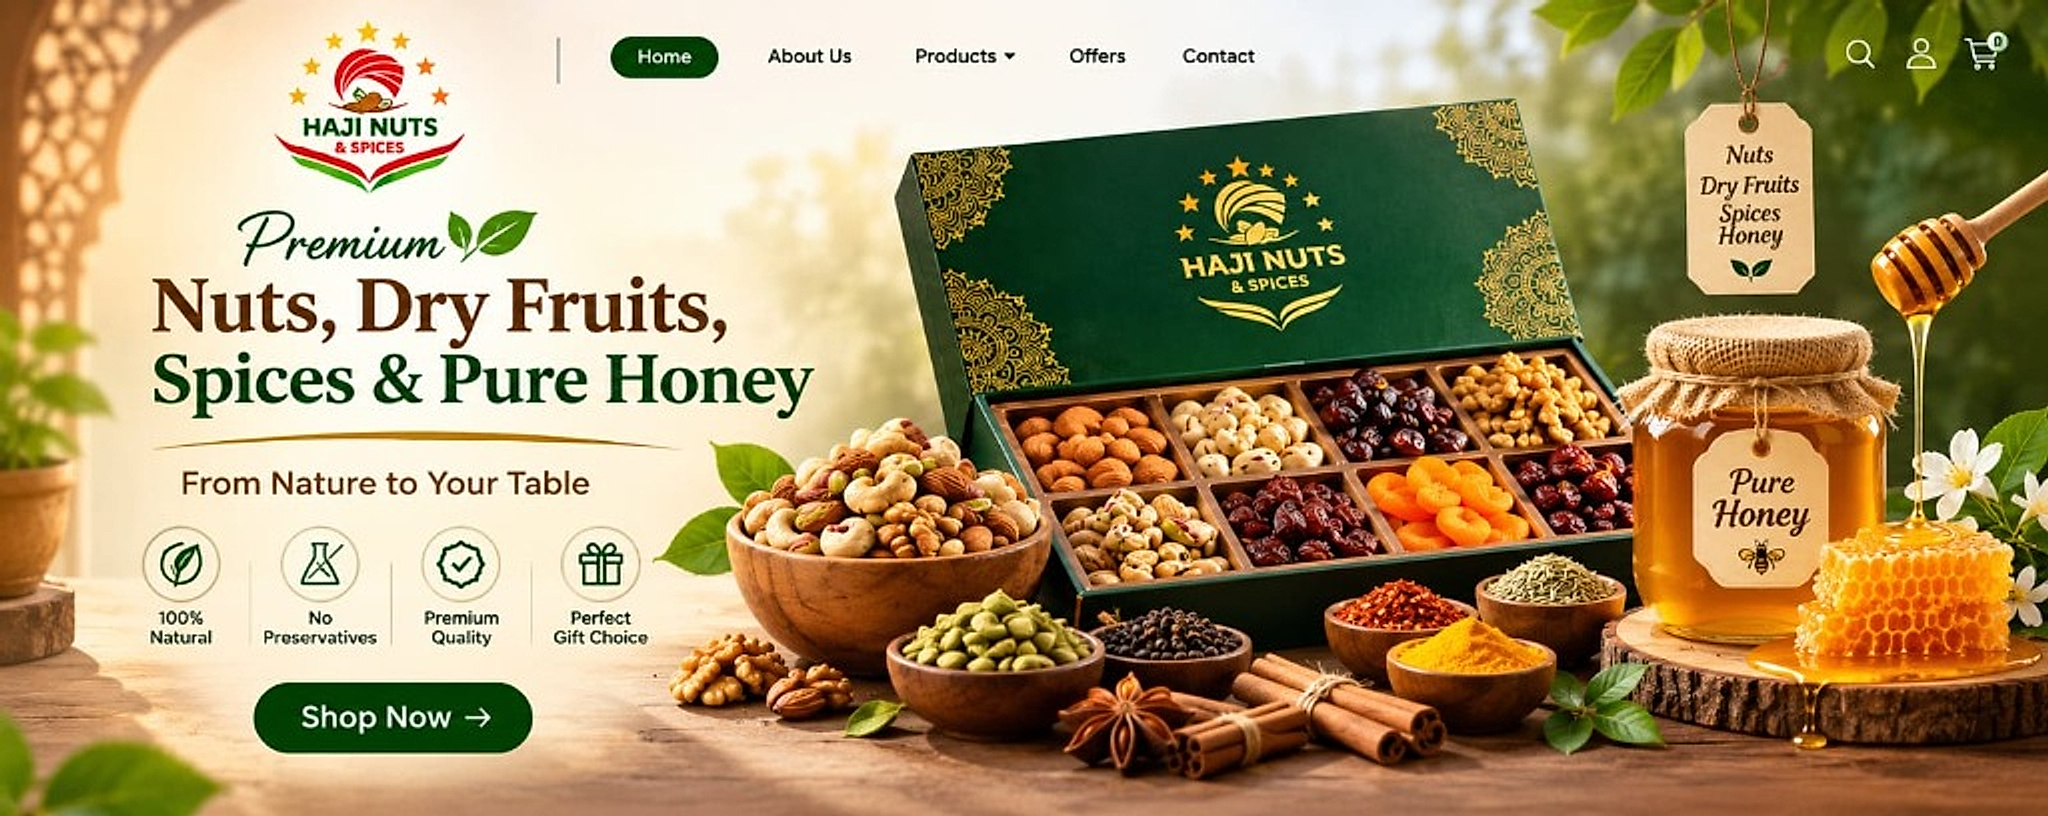 HAJI NUTS
& SPICES
Home
About Us
Products
Offers
Contact
0
Premium
Nuts, Dry Fruits,
Spices & Pure Honey
From Nature to Your Table
100%
Natural
No
Preservatives
Premium
Quality
Perfect
Gift Choice
Shop Now →
HAJI NUTS
& SPICES
Nuts
Dry Fruits
Spices
Honey
Pure
Honey